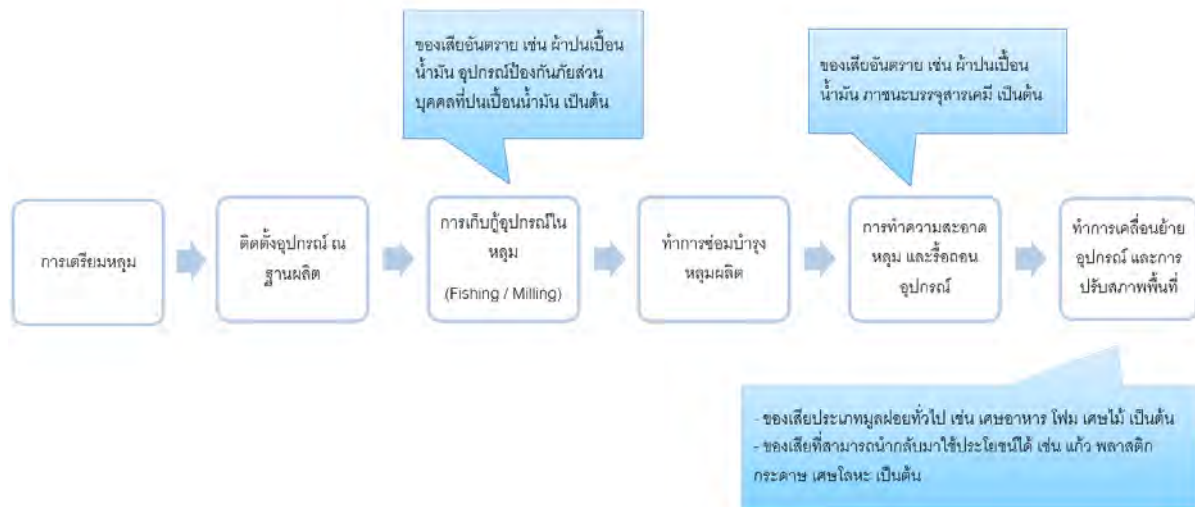 ของเสียอันตราย เช่น ผ้าปนเปื้อน
น้ำมัน อุปกรณ์ป้องกันภัยส่วน
บุคคลที่ปนเปื้อนน้ำมัน เป็นต้น
ของเสียอันตราย เช่น ผ้าปนเปื้อน
น้ำมัน ภาชนะบรรจุสารเคมี เป็นต้น
การเตรียมหลุม
ติดตั้งอุปกรณ์ ณ
ฐานผลิต
การเก็บกู้อุปกรณ์ใน
หลุม
(Fishing / Milling)
ทำการซ่อมบำรุง
หลุมผลิต
การทำความสะอาด
หลุม และรื้อถอน
อุปกรณ์
ทำการเคลื่อนย้าย
อุปกรณ์ และการ
ปรับสภาพพื้นที่
- ของเสียประเภทมูลฝอยทั่วไป เช่น เศษอาหาร โฟม เศษไม้ เป็นต้น
- ของเสียที่สามารถนำกลับมาใช้ประโยชน์ได้ เช่น แก้ว พลาสติก
กระดาษ เศษโลหะ เป็นต้น